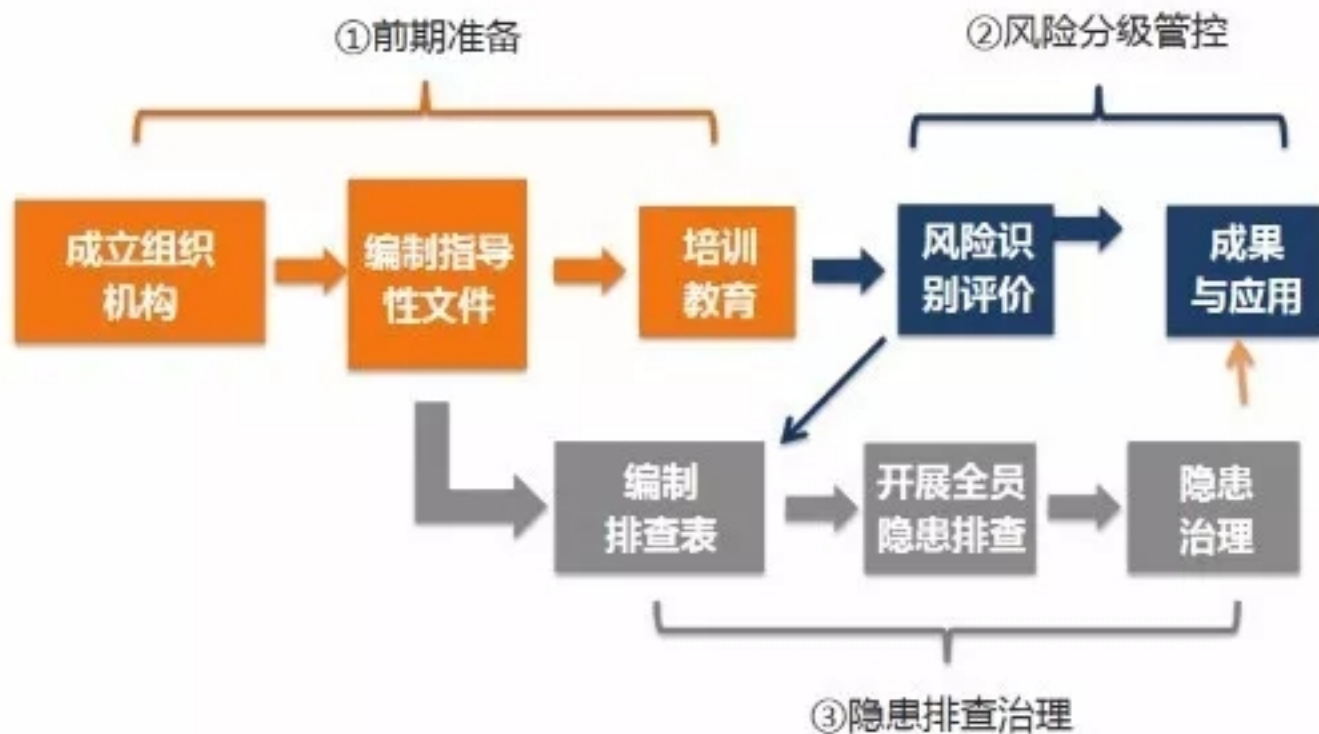 ①前期准备
②风险分级管控
成立组织
机构
编制指导
性文件
培训
教育
风险识
别评价
成果
与应用
编制
排查表
开展全员
隐患排查
隐患
治理
③隐患排查治理